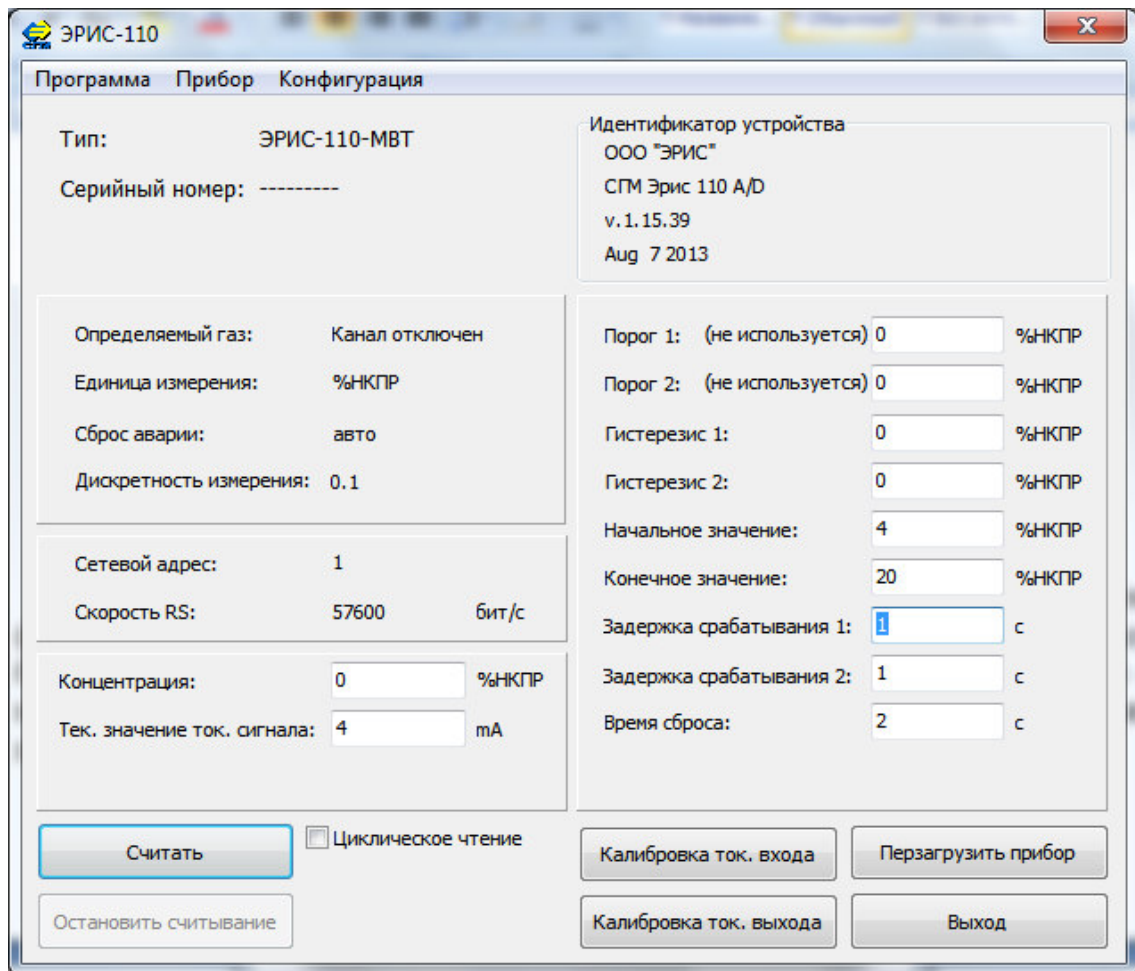 ЭРИС-110
Программа Прибор Конфигурация
Тип: ЭРИС-110-МВТ
Серийный номер: ---------
Идентификатор устройства
ООО "ЭРИС"
СГМ Эрис 110 A/D
v.1.15.39
Aug 7 2013
Определяемый газ: Канал отключен
Единица измерения: %НКПР
Сброс аварии: авто
Дискретность измерения: 0.1
Сетевой адрес: 1
Скорость RS: 57600 бит/с
Концентрация: 0 %НКПР
Тек. значение ток. сигнала: 4 mA
Порог 1: (не используется) 0 %НКПР
Порог 2: (не используется) 0 %НКПР
Гистерезис 1: 0 %НКПР
Гистерезис 2: 0 %НКПР
Начальное значение: 4 %НКПР
Конечное значение: 20 %НКПР
Задержка срабатывания 1: 1 с
Задержка срабатывания 2: 1 с
Время сброса: 2 с
Считать
Циклическое чтение
Калибровка ток. входа
Перзагрузить прибор
Остановить считывание
Калибровка ток. выхода
Выход